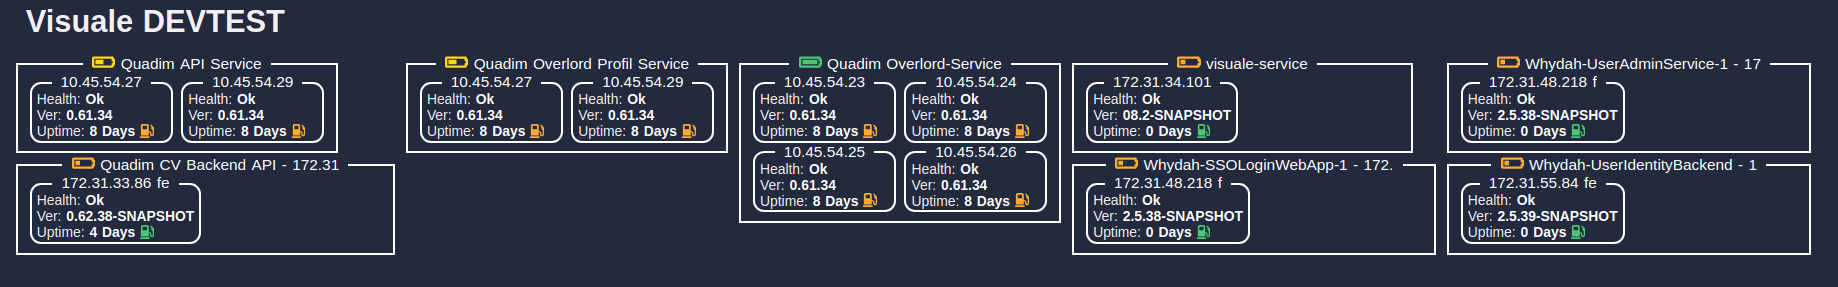 Visuale DEVTEST
Quadim API Service
10.45.54.27
Health: Ok
Ver: 0.61.34
Uptime: 8 Days
10.45.54.29
Health: Ok
Ver: 0.61.34
Uptime: 8 Days
Quadim CV Backend API - 172.31
172.31.33.86 fe
Health: Ok
Ver: 0.62.38-SNAPSHOT
Uptime: 4 Days
Quadim Overlord Profil Service
10.45.54.27
Health: Ok
Ver: 0.61.34
Uptime: 8 Days
10.45.54.29
Health: Ok
Ver: 0.61.34
Uptime: 8 Days
Quadim Overlord-Service
10.45.54.23
Health: Ok
Ver: 0.61.34
Uptime: 8 Days
10.45.54.24
Health: Ok
Ver: 0.61.34
Uptime: 8 Days
10.45.54.25
Health: Ok
Ver: 0.61.34
Uptime: 8 Days
10.45.54.26
Health: Ok
Ver: 0.61.34
Uptime: 8 Days
visuale-service
172.31.34.101
Health: Ok
Ver: 08.2-SNAPSHOT
Uptime: 0 Days
Whydah-SSOLoginWebApp-1 - 172.
172.31.48.218 f
Health: Ok
Ver: 2.5.38-SNAPSHOT
Uptime: 0 Days
Whydah-UserAdminService-1 - 17
172.31.48.218 f
Health: Ok
Ver: 2.5.38-SNAPSHOT
Uptime: 0 Days
Whydah-UserIdentityBackend - 1
172.31.55.84 fe
Health: Ok
Ver: 2.5.39-SNAPSHOT
Uptime: 0 Days